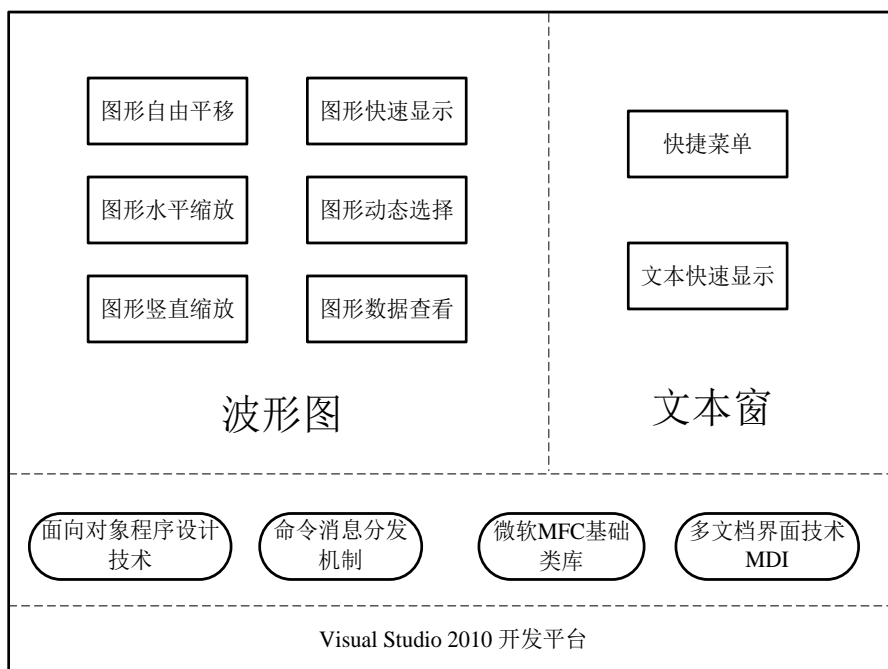 图形自由平移
图形快速显示
快捷菜单
图形水平缩放
图形动态选择
文本快速显示
图形竖直缩放
图形数据查看
波形图
文本窗
面向对象程序设计
技术
命令消息分发
机制
微软MFC基础
类库
多文档界面技术
MDI
Visual Studio 2010 开发平台